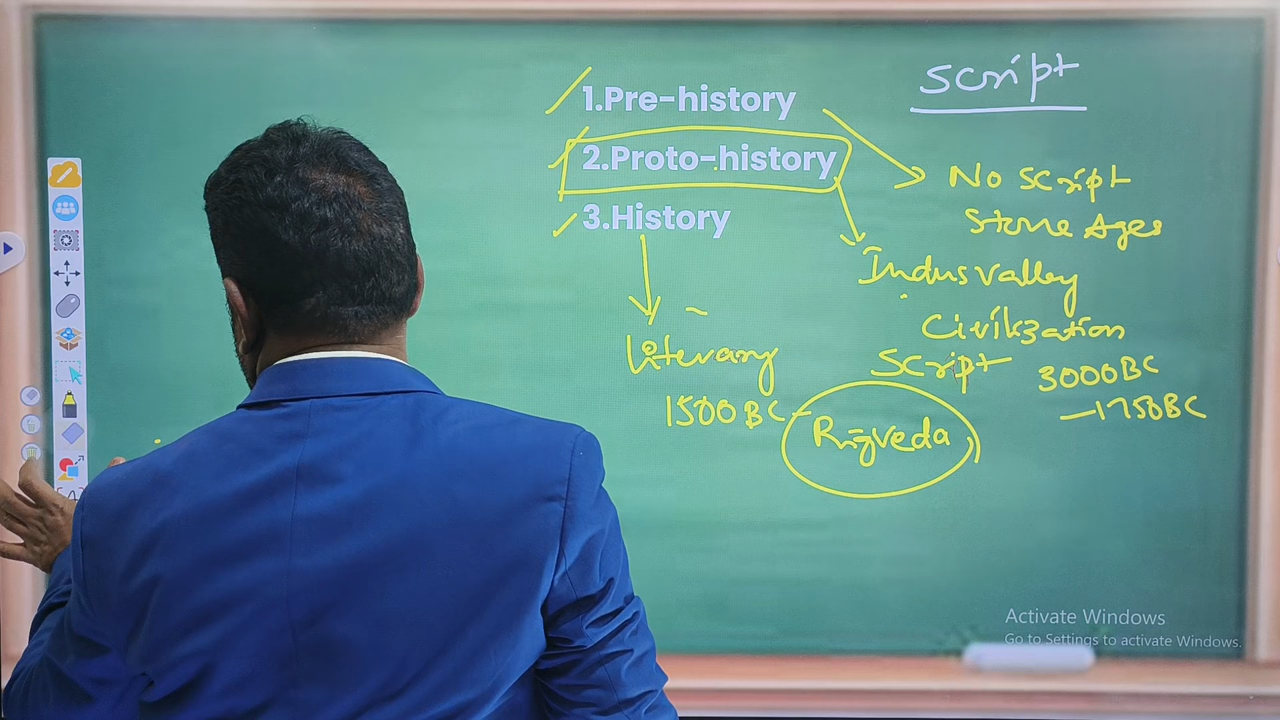 Script
1.Pre-history
2.Proto-history
3.History
No Script
Stone Ages
Indus Valley
Civilization
Script
3000BC
-1750BC
Literary
1500BC-
Rigveda
Activate Windows
Go to Settings to activate Windows.